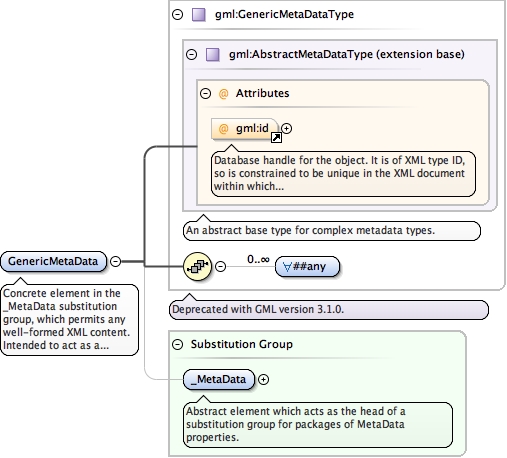 gml:GenericMetaDataType
gml:AbstractMetaDataType (extension base)
@ Attributes
@ gml:id
Database handle for the object. It is of XML type ID,
so is constrained to be unique in the XML document
within which...
An abstract base type for complex metadata types.
GenericMetaData
0..∞
∀##any
Concrete element in the
_MetaData substitution
group, which permits any
well-formed XML content.
Intended to act as a...
Deprecated with GML version 3.1.0.
Substitution Group
_MetaData
Abstract element which acts as the head of a
substitution group for packages of MetaData
properties.